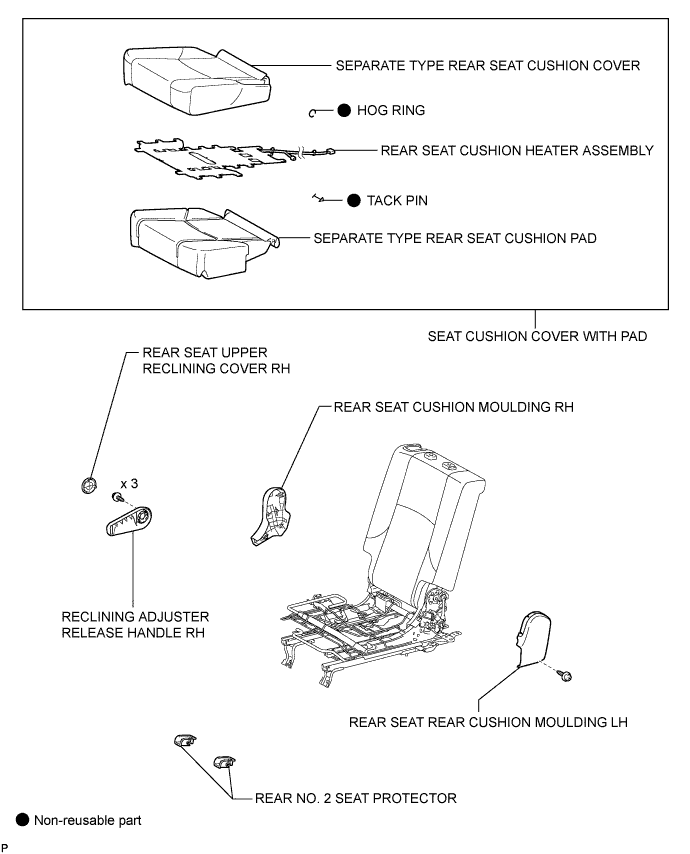 SEPARATE TYPE REAR SEAT CUSHION COVER
HOG RING
REAR SEAT CUSHION HEATER ASSEMBLY
TACK PIN
SEPARATE TYPE REAR SEAT CUSHION PAD
SEAT CUSHION COVER WITH PAD
REAR SEAT UPPER
RECLINING COVER RH
REAR SEAT CUSHION MOULDING RH
x 3
RECLINING ADJUSTER
RELEASE HANDLE RH
REAR SEAT REAR CUSHION MOULDING LH
REAR NO. 2 SEAT PROTECTOR
Non-reusable part
P